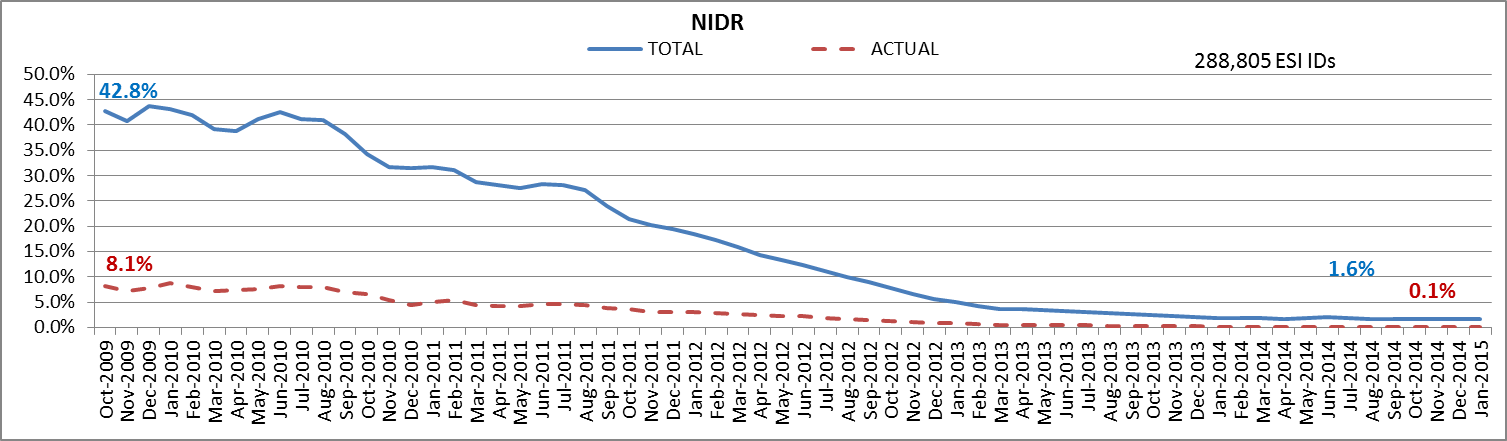 NIDR
TOTAL
ACTUAL
288,805 ESI IDs
50.0%
45.0%
40.0%
35.0%
30.0%
25.0%
20.0%
15.0%
10.0%
5.0%
0.0%
42.8%
8.1%
1.6%
0.1%
Oct-2009
Nov-2009
Dec-2009
Jan-2010
Feb-2010
Mar-2010
Apr-2010
May-2010
Jun-2010
Jul-2010
Aug-2010
Sep-2010
Oct-2010
Nov-2010
Dec-2010
Jan-2011
Feb-2011
Mar-2011
Apr-2011
May-2011
Jun-2011
Jul-2011
Aug-2011
Sep-2011
Oct-2011
Nov-2011
Dec-2011
Jan-2012
Feb-2012
Mar-2012
Apr-2012
May-2012
Jun-2012
Jul-2012
Aug-2012
Sep-2012
Oct-2012
Nov-2012
Dec-2012
Jan-2013
Feb-2013
Mar-2013
Apr-2013
May-2013
Jun-2013
Jul-2013
Aug-2013
Sep-2013
Oct-2013
Nov-2013
Dec-2013
Jan-2014
Feb-2014
Mar-2014
Apr-2014
May-2014
Jun-2014
Jul-2014
Aug-2014
Sep-2014
Oct-2014
Nov-2014
Dec-2014
Jan-2015